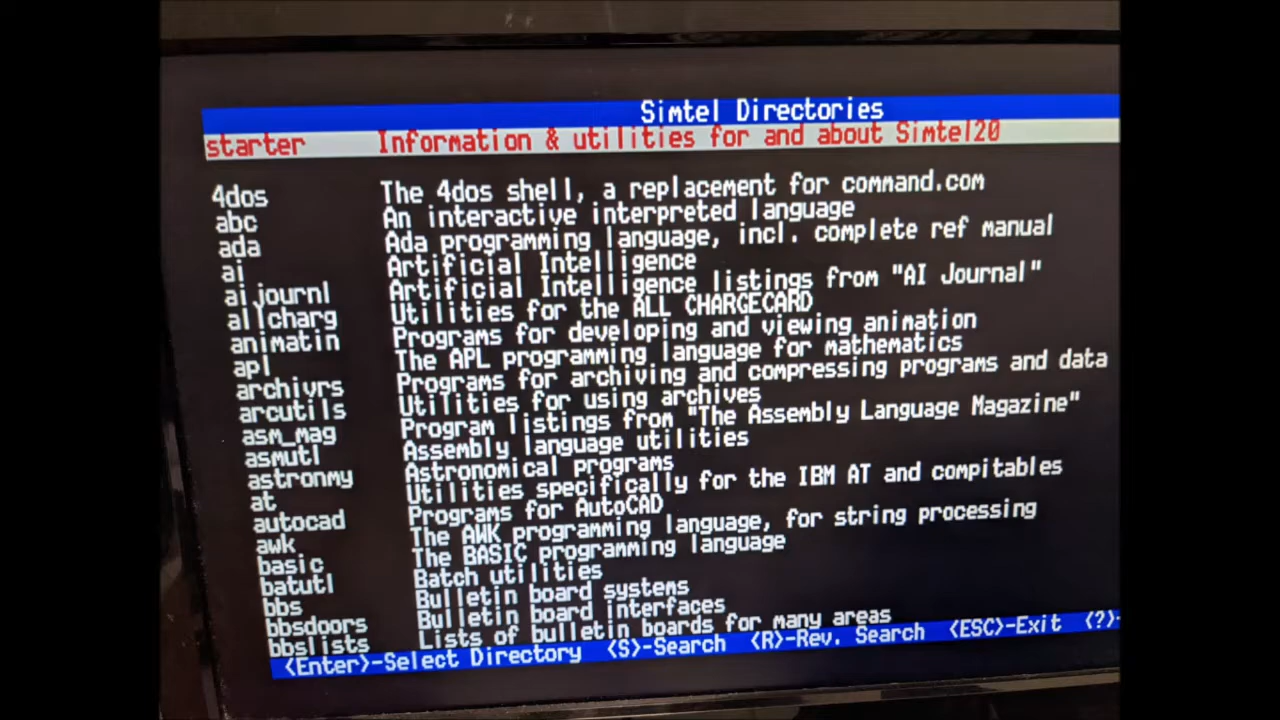 Simtel Directories
starter Information & utilities for and about Simtel20
4dos The 4dos shell, a replacement for command.com
abc An interactive interpreted language
ada Ada programming language, incl. complete ref manual
ai Artificial Intelligence
aijournl Artificial Intelligence listings from "AI Journal"
allcharg Utilities for the ALL CHARGECARD
animatin Programs for developing and viewing animation
apl The APL programming language for mathematics
archivrs Programs for archiving and compressing programs and data
arcutils Utilities for using archives
asm_mag Program listings from "The Assembly Language Magazine"
asmutl Assembly language utilities
astronmy Astronomical programs
at Utilities specifically for the IBM AT and compitables
autocad Programs for AutoCAD
awk The AWK programming language, for string processing
basic The BASIC programming language
batutl Batch utilities
bbs Bulletin board systems
bbsdoors Bulletin board interfaces
bbslists Lists of bulletin boards for many areas
<Enter>-Select Directory <S>-Search <R>-Rev. Search <ESC>-Exit <?>-